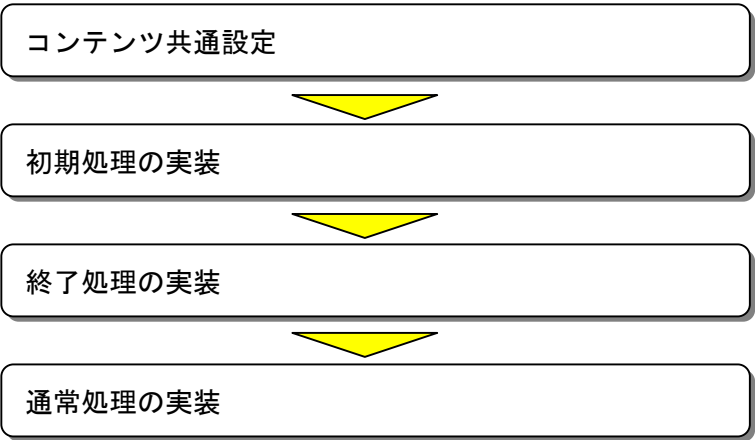 コンテンツ共通設定
初期処理の実装
終了処理の実装
通常処理の実装